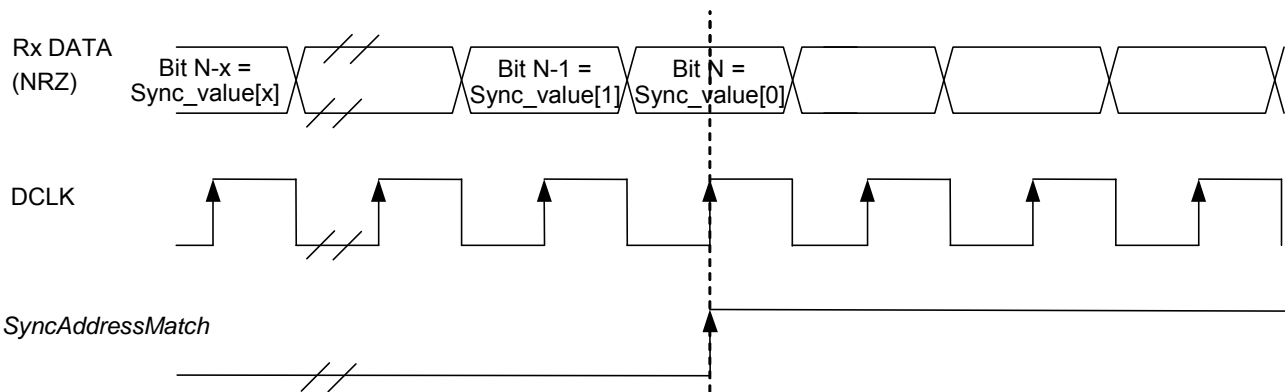 Rx DATA
(NRZ)
Bit N-x =
Sync_value[x]
Bit N-1 =
Sync_value[1]
Bit N =
Sync_value[0]
DCLK
SyncAddressMatch